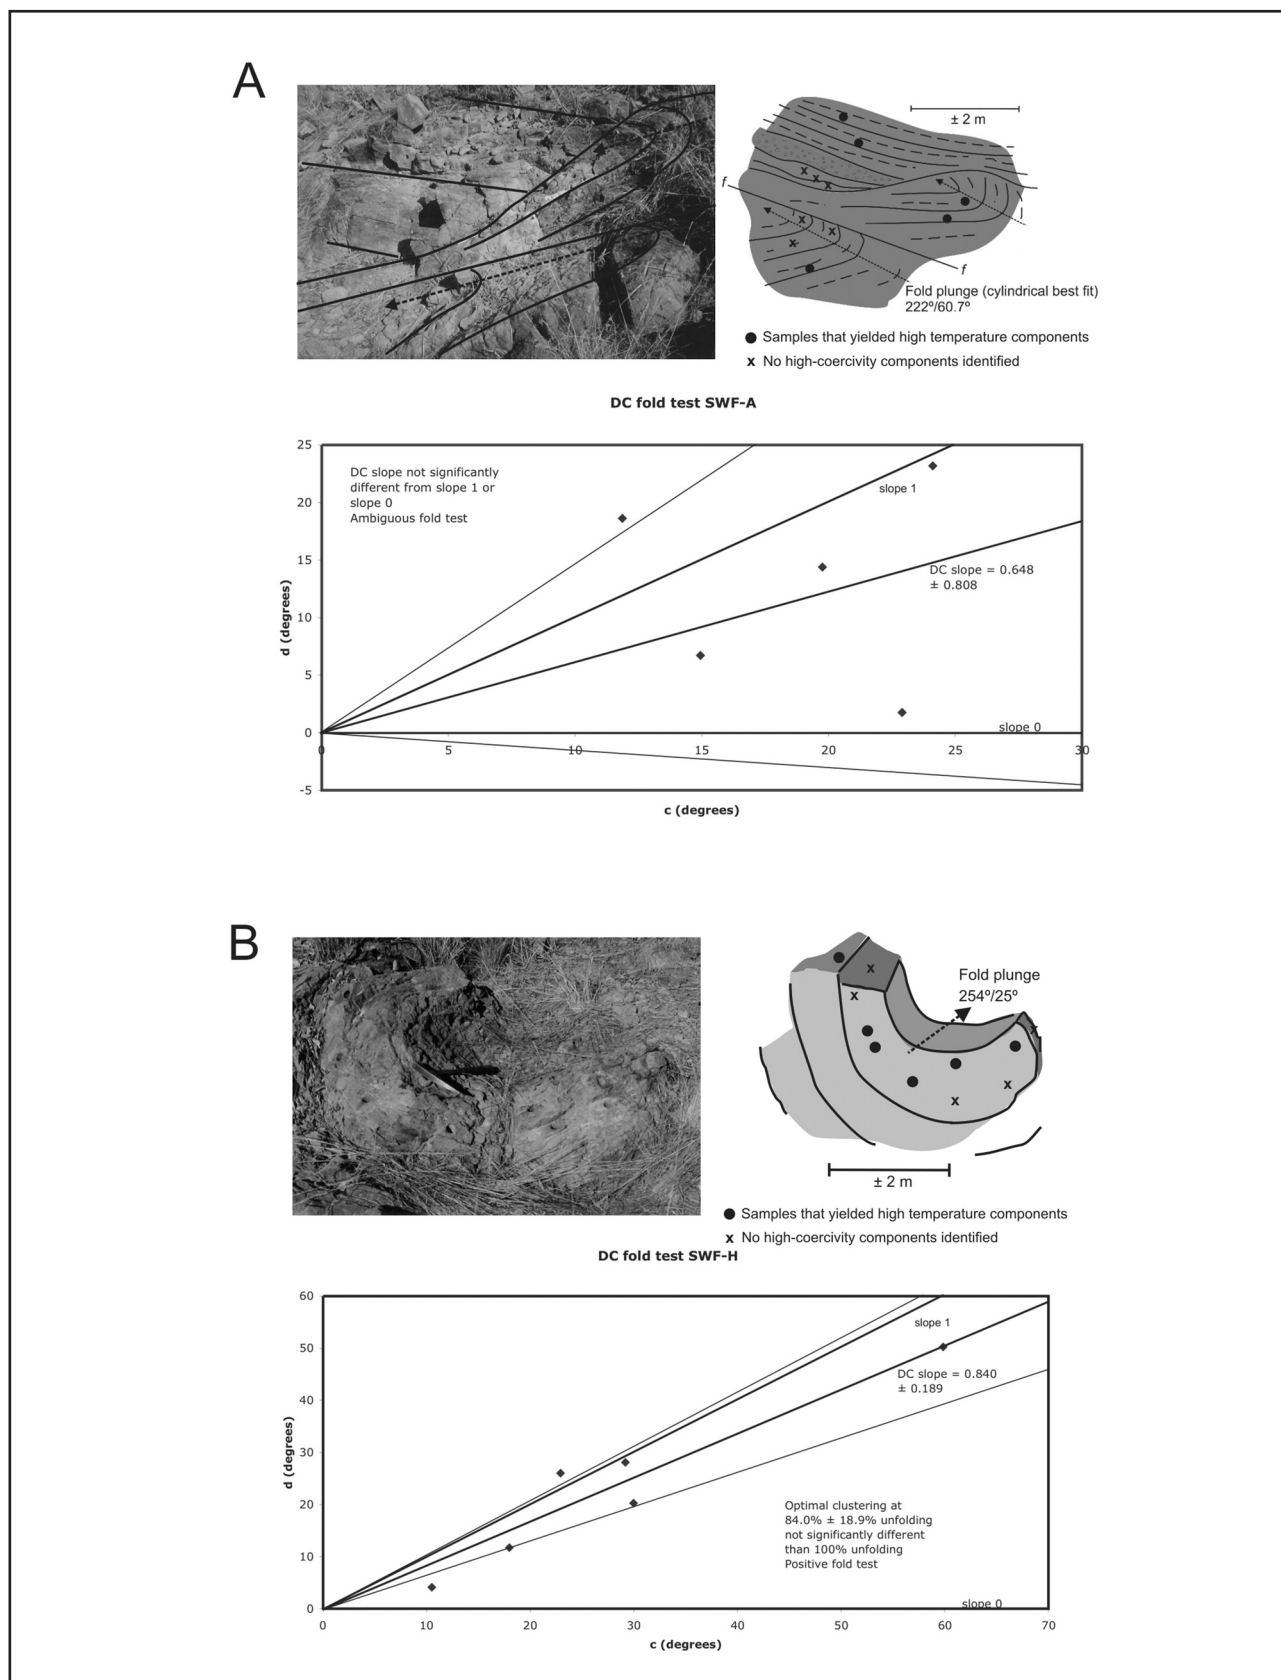 A
± 2 m
f
f
Fold plunge (cylindrical best fit)
222º/60.7º
Samples that yielded high temperature components
x No high-coercivity components identified
DC fold test SWF-A
25
20
15
10
5
0
-5
d (degrees)
DC slope not significantly
different from slope 1 or
slope 0
Ambiguous fold test
slope 1
DC slope = 0.648
± 0.808
slope 0
0 5 10 15 20 25 30
c (degrees)
B
Fold plunge
254º/25º
± 2 m
Samples that yielded high temperature components
x No high-coercivity components identified
DC fold test SWF-H
60
50
40
30
20
10
0
d (degrees)
slope 1
DC slope = 0.840
± 0.189
Optimal clustering at
84.0% ± 18.9% unfolding
not significantly different
than 100% unfolding
Positive fold test
slope 0
0 10 20 30 40 50 60 70
c (degrees)